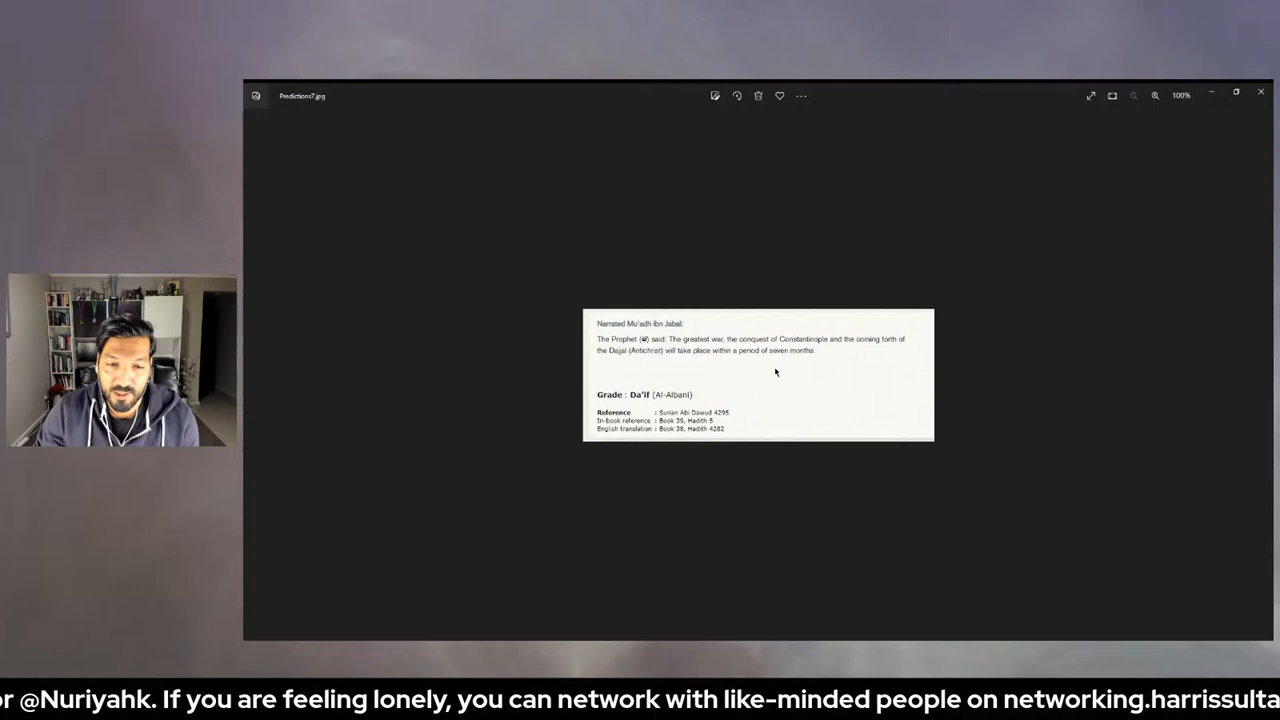 Predictions7.jpg
100%
Narrated Mu'adh ibn Jabal:
The Prophet (ﷺ) said: The greatest war, the conquest of Constantinople and the coming forth of
the Dajjal (Antichrist) will take place within a period of seven months.
Grade : Da'if (Al-Albani)
Reference : Sunan Abi Dawud 4295
In-book reference : Book 39, Hadith 5
English translation : Book 38, Hadith 4282
or @Nuriyahk. If you are feeling lonely, you can network with like-minded people on networking.harrissulta